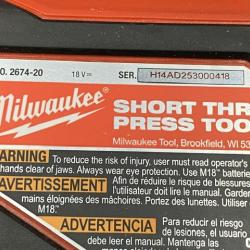 O. 2674-20 18 V⎓ SER. H14AD253000418
Milwaukee®
SHORT THR
PRESS TOO
Milwaukee Tool, Brookfield, WI 53
WARNING To reduce the risk of injury, user must read operator's
hands clear of jaws. Always wear eye protection. Use M18™ batterie
AVERTISSEMENT Afin de réduire le risque de blessures
l'utilisateur doit lire le manuel. Garder
mains éloignées des mâchoires. Portez des lunettes. Utiliser
M18™.
ADVERTENCIA Para reducir el riesgo
de lesiones, el usuario
debe leer el manual. Mantenga las manos